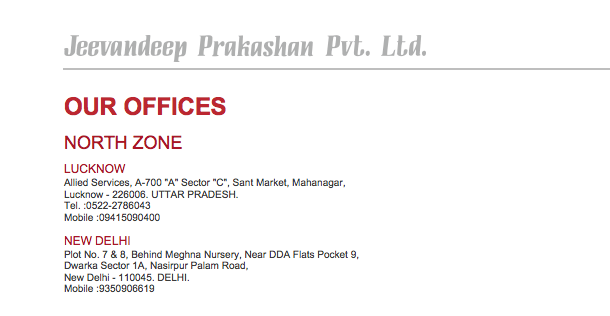 Jeevandeep Prakashan Pvt. Ltd.
OUR OFFICES
NORTH ZONE
LUCKNOW
Allied Services, A-700 "A" Sector "C", Sant Market, Mahanagar,
Lucknow - 226006. UTTAR PRADESH.
Tel. :0522-2786043
Mobile :09415090400
NEW DELHI
Plot No. 7 & 8, Behind Meghna Nursery, Near DDA Flats Pocket 9,
Dwarka Sector 1A, Nasirpur Palam Road,
New Delhi - 110045. DELHI.
Mobile :9350906619